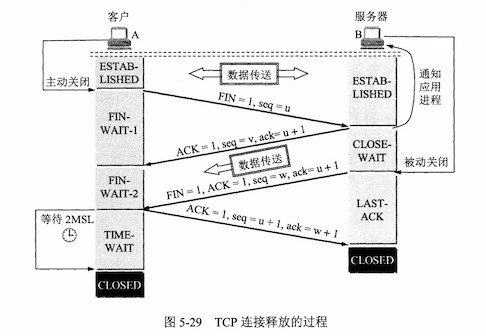 客户
服务器
A
B
主动关闭
ESTAB-
LISHED
数据传送
ESTAB-
LISHED
通知
应用
进程
FIN = 1, seq = u
FIN-
WAIT-1
ACK = 1, seq = v, ack= u + 1
CLOSE-
WAIT
被动关闭
数据传送
FIN = 1, ACK = 1, seq = w, ack= u + 1
FIN-
WAIT-2
LAST-
ACK
ACK = 1, seq = u + 1, ack = w + 1
等待 2MSL
TIME-
WAIT
CLOSED
CLOSED
图 5-29 TCP 连接释放的过程